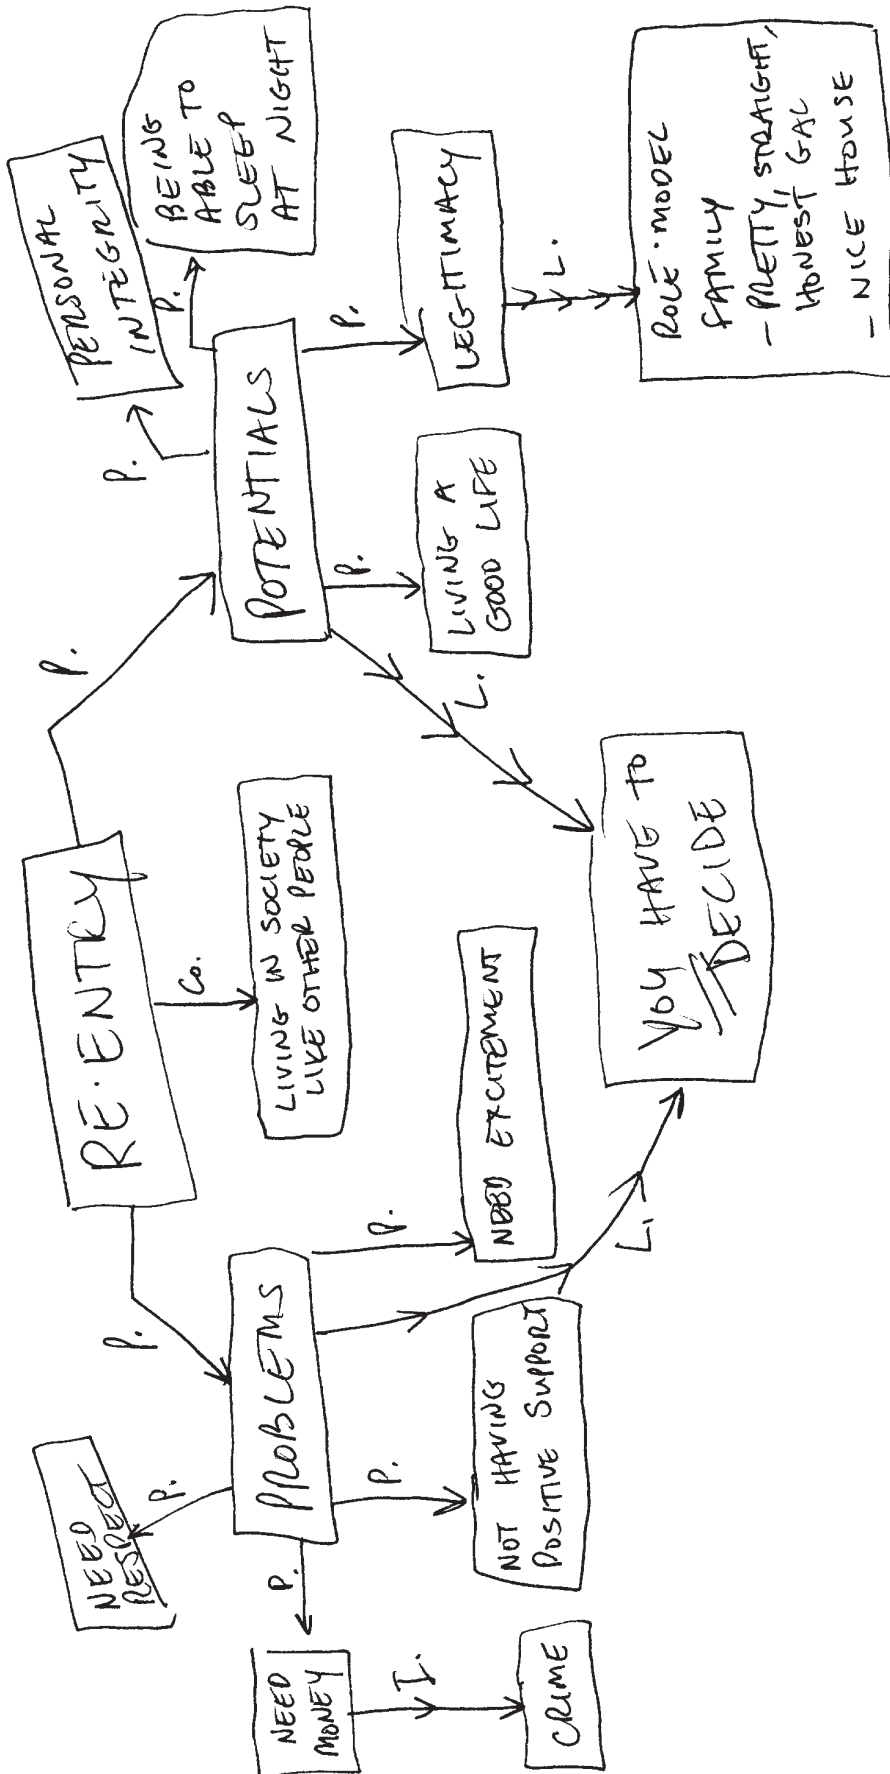 RE·ENTRY
P.
P.
Co.
LIVING IN SOCIETY
LIKE OTHER PEOPLE
PROBLEMS
P.
NEED
RESPECT
P.
NEED
MONEY
I.
CRIME
P.
NOT HAVING
POSITIVE SUPPORT
P.
NEED EXCITEMENT
L.
POTENTIALS
P.
PERSONAL
INTEGRITY
P.
BEING
ABLE TO
SLEEP
AT NIGHT
P.
LIVING A
GOOD LIFE
P.
LEGITIMACY
L.
ROLE·MODEL
FAMILY
- PRETTY, STRAIGHT,
HONEST GAL
- NICE HOUSE
L.
YOU HAVE TO
DECIDE